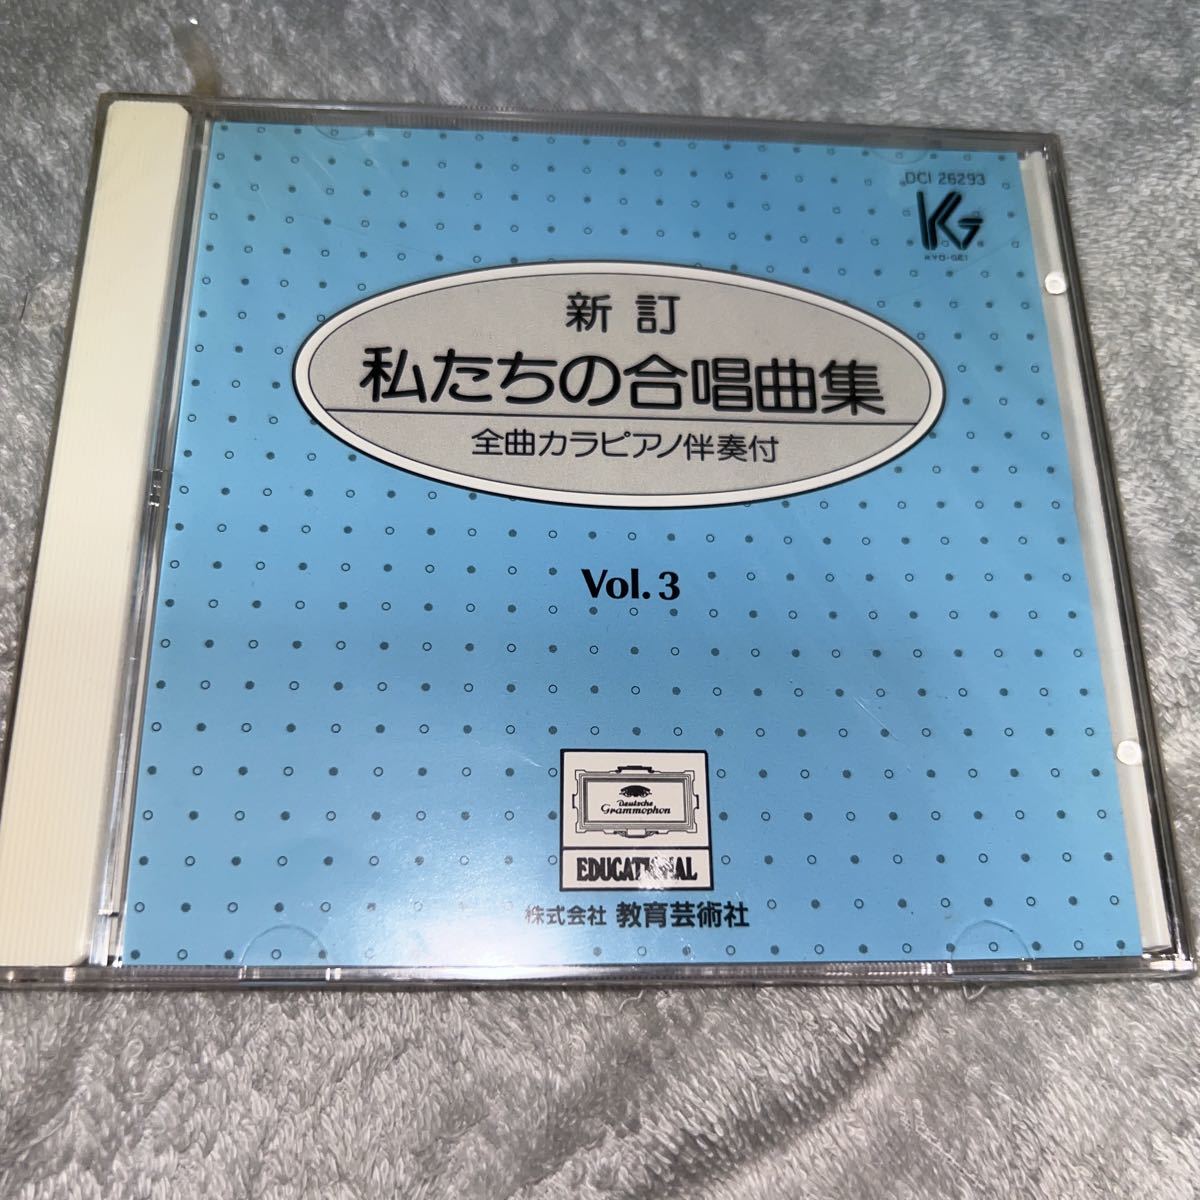 DCI 26293
KG
KYO-GEI
新訂
私たちの合唱曲集
全曲カラピアノ伴奏付
Vol. 3
Deutsche
Grammophon
EDUCATIONAL
株式会社 教育芸術社